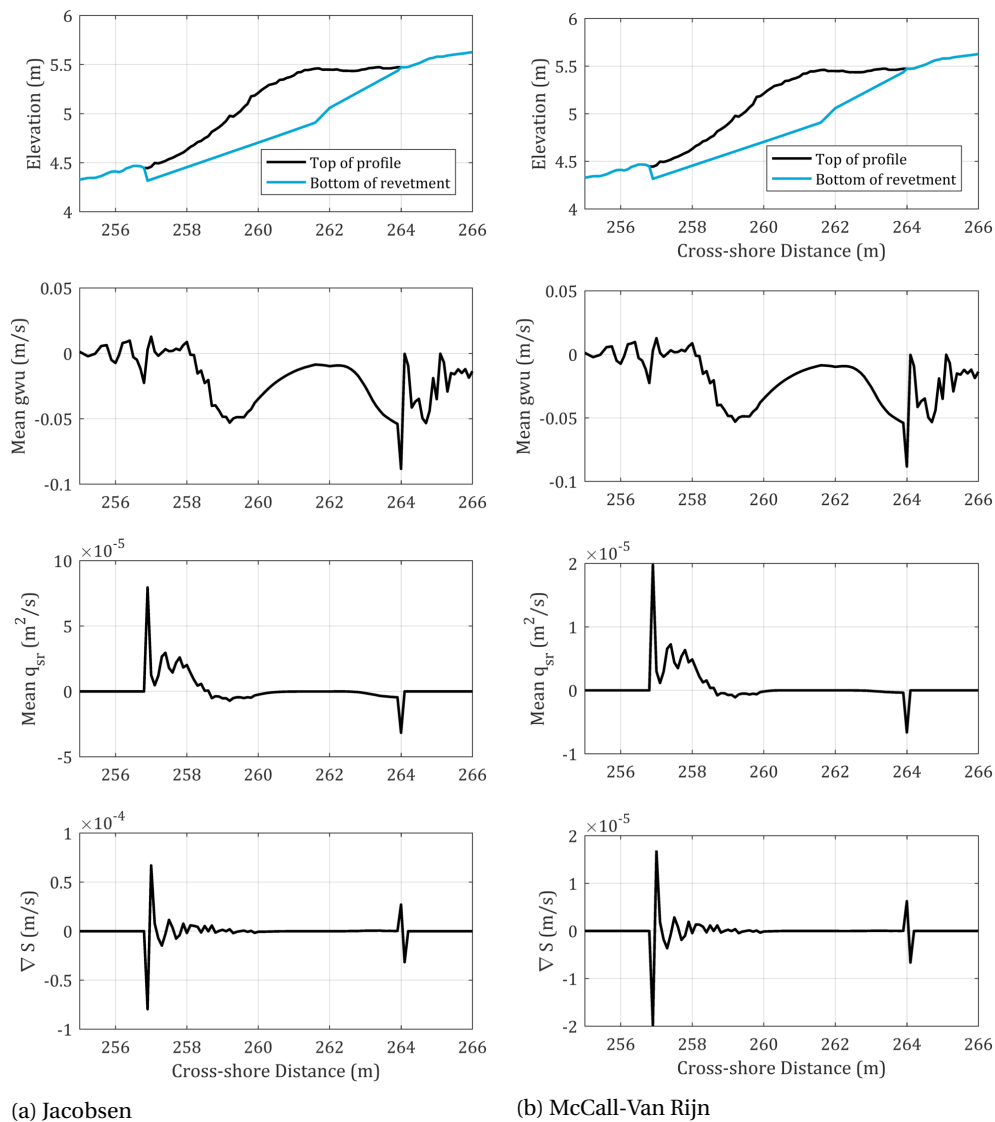 6
5.5
5
4.5
4
Elevation (m)
Top of profile
Bottom of revetment
256 258 260 262 264 266
0.05
0
-0.05
-0.1
Mean gwu (m/s)
256 258 260 262 264 266
×10-5
10
5
0
-5
Mean qsr (m2/s)
256 258 260 262 264 266
×10-4
1
0.5
0
-0.5
-1
∇ S (m/s)
256 258 260 262 264 266
Cross-shore Distance (m)
(a) Jacobsen
6
5.5
5
4.5
4
Elevation (m)
Top of profile
Bottom of revetment
256 258 260 262 264 266
Cross-shore Distance (m)
0.05
0
-0.05
-0.1
Mean gwu (m/s)
256 258 260 262 264 266
×10-5
2
1
0
-1
Mean qsr (m2/s)
256 258 260 262 264 266
×10-5
2
1
0
-1
-2
∇ S (m/s)
256 258 260 262 264 266
Cross-shore Distance (m)
(b) McCall-Van Rijn